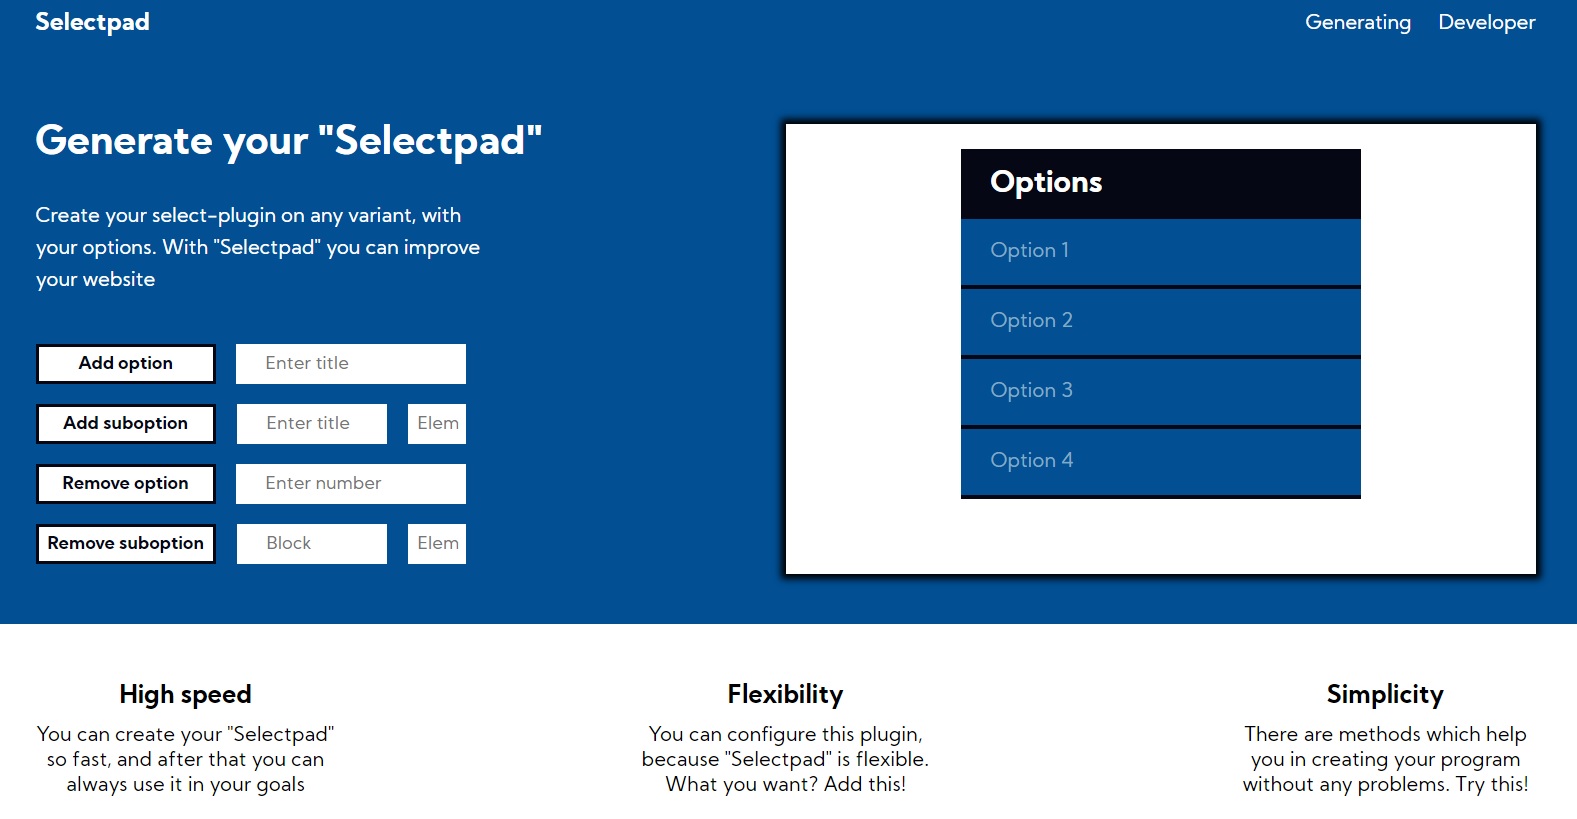 Selectpad
Generating
Developer
Generate your "Selectpad"
Create your select-plugin on any variant, with
your options. With "Selectpad" you can improve
your website
Add option
Enter title
Add suboption
Enter title
Elem
Remove option
Enter number
Remove suboption
Block
Elem
Options
Option 1
Option 2
Option 3
Option 4
High speed
You can create your "Selectpad"
so fast, and after that you can
always use it in your goals
Flexibility
You can configure this plugin,
because "Selectpad" is flexible.
What you want? Add this!
Simplicity
There are methods which help
you in creating your program
without any problems. Try this!